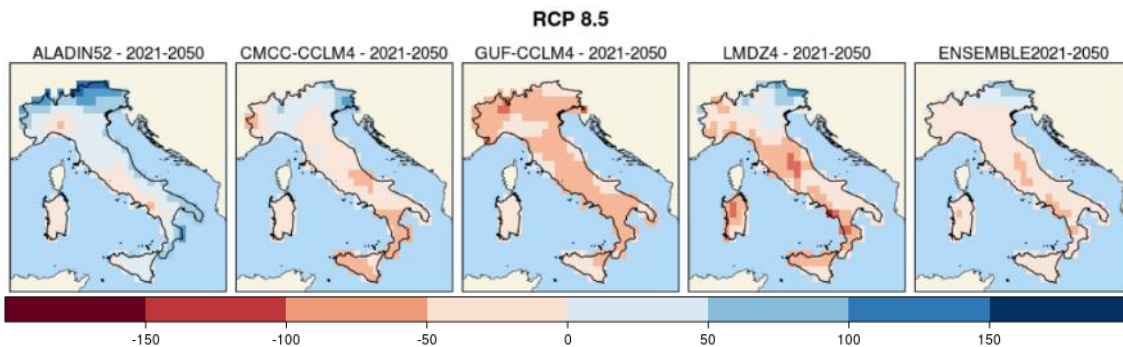 RCP 8.5
ALADIN52 - 2021-2050
CMCC-CCLM4 - 2021-2050
GUF-CCLM4 - 2021-2050
LMDZ4 - 2021-2050
ENSEMBLE2021-2050
-150 -100 -50 0 50 100 150